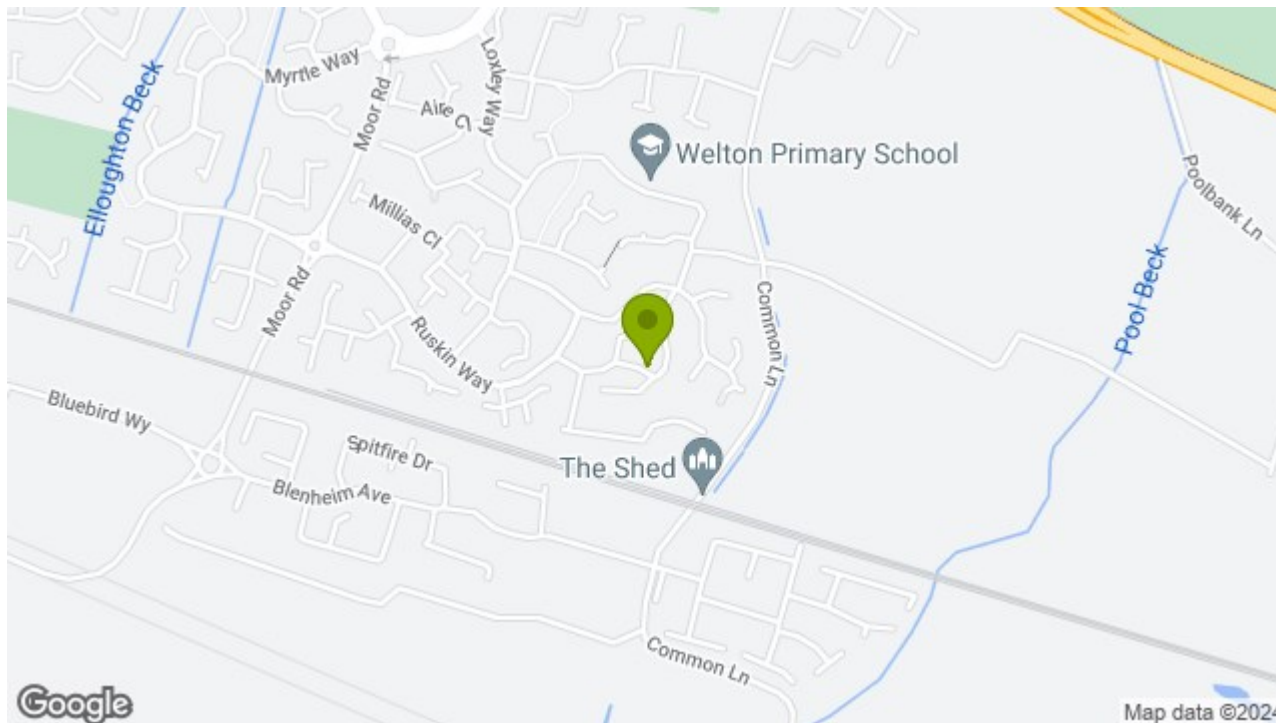 Myrtle Way
Moor Rd
Loxley Way
Aire Cl
Welton Primary School
Elloughton Beck
Poolbank Ln
Millias Cl
Moor Rd
Pool Beck
Common Ln
Ruskin Way
Bluebird Wy
Spitfire Dr
The Shed
Blenheim Ave
Common Ln
Google
Map data ©2024